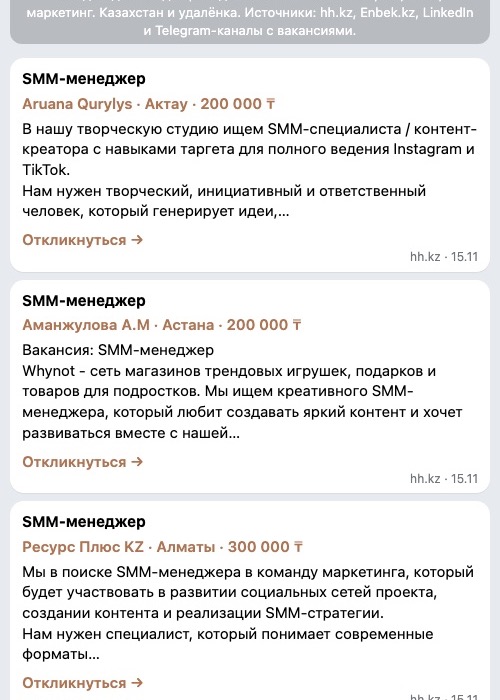 маркетинг. Казахстан и удалёнка. Источники: hh.kz, Enbek.kz, LinkedIn
и Telegram-каналы с вакансиями.
SMM-менеджер
Aruana Qurylys · Актау · 200 000 ₸
В нашу творческую студию ищем SMM-специалиста / контент-
креатора с навыками таргета для полного ведения Instagram и
TikTok.
Нам нужен творческий, инициативный и ответственный
человек, который генерирует идеи,...
Откликнуться →
hh.kz · 15.11
SMM-менеджер
Аманжулова А.М · Астана · 200 000 ₸
Вакансия: SMM-менеджер
Whynot - сеть магазинов трендовых игрушек, подарков и
товаров для подростков. Мы ищем креативного SMM-
менеджера, который любит создавать яркий контент и хочет
развиваться вместе с нашей...
Откликнуться →
hh.kz · 15.11
SMM-менеджер
Ресурс Плюс KZ · Алматы · 300 000 ₸
Мы в поиске SMM-менеджера в команду маркетинга, который
будет участвовать в развитии социальных сетей проекта,
создании контента и реализации SMM-стратегии.
Нам нужен специалист, который понимает современные
форматы...
Откликнуться →
hh.kz · 15.11